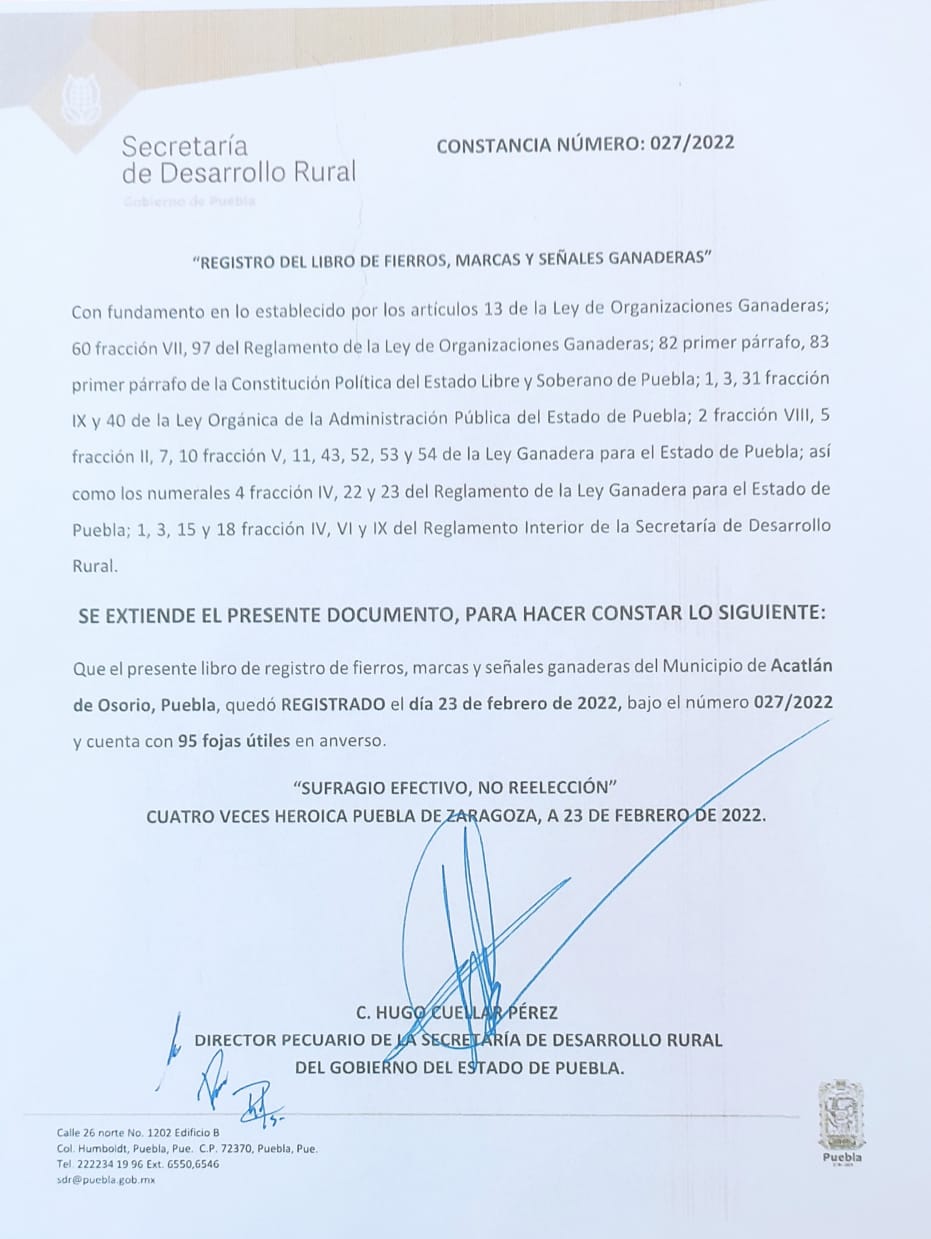 Secretaría
de Desarrollo Rural
Gobierno de Puebla
CONSTANCIA NÚMERO: 027/2022
“REGISTRO DEL LIBRO DE FIERROS, MARCAS Y SEÑALES GANADERAS”
Con fundamento en lo establecido por los artículos 13 de la Ley de Organizaciones Ganaderas;
60 fracción VII, 97 del Reglamento de la Ley de Organizaciones Ganaderas; 82 primer párrafo, 83
primer párrafo de la Constitución Política del Estado Libre y Soberano de Puebla; 1, 3, 31 fracción
IX y 40 de la Ley Orgánica de la Administración Pública del Estado de Puebla; 2 fracción VIII, 5
fracción II, 7, 10 fracción V, 11, 43, 52, 53 y 54 de la Ley Ganadera para el Estado de Puebla; así
como los numerales 4 fracción IV, 22 y 23 del Reglamento de la Ley Ganadera para el Estado de
Puebla; 1, 3, 15 y 18 fracción IV, VI y IX del Reglamento Interior de la Secretaría de Desarrollo
Rural.
SE EXTIENDE EL PRESENTE DOCUMENTO, PARA HACER CONSTAR LO SIGUIENTE:
Que el presente libro de registro de fierros, marcas y señales ganaderas del Municipio de Acatlán
de Osorio, Puebla, quedó REGISTRADO el día 23 de febrero de 2022, bajo el número 027/2022
y cuenta con 95 fojas útiles en anverso.
“SUFRAGIO EFECTIVO, NO REELECCIÓN”
CUATRO VECES HEROICA PUEBLA DE ZARAGOZA, A 23 DE FEBRERO DE 2022.
C. HUGO CUELLAR PÉREZ
DIRECTOR PECUARIO DE LA SECRETARÍA DE DESARROLLO RURAL
DEL GOBIERNO DEL ESTADO DE PUEBLA.
Calle 26 norte No. 1202 Edificio B
Col. Humboldt, Puebla, Pue. C.P. 72370, Puebla, Pue.
Tel. 222234 19 96 Ext. 6550,6546
sdr@puebla.gob.mx
Puebla